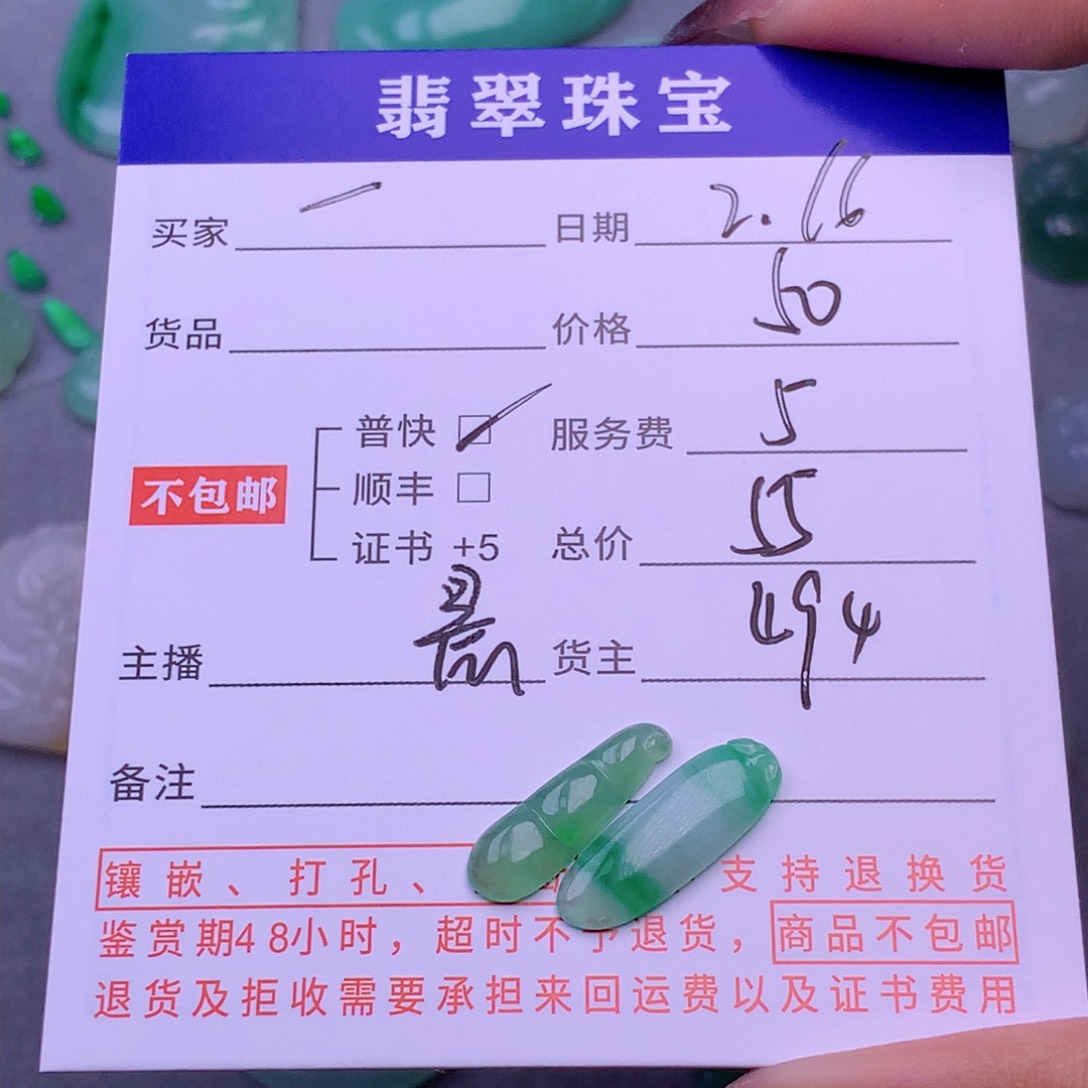 翡翠珠宝
买家 一 日期 2.16
货品 价格 50
普快 服务费 5
不包邮 顺丰
证书 +5 总价 55
主播 货主 494
备注
镶嵌、打孔、 支持退换货
鉴赏期48小时，超时不予退货，商品不包邮
退货及拒收需要承担来回运费以及证书费用